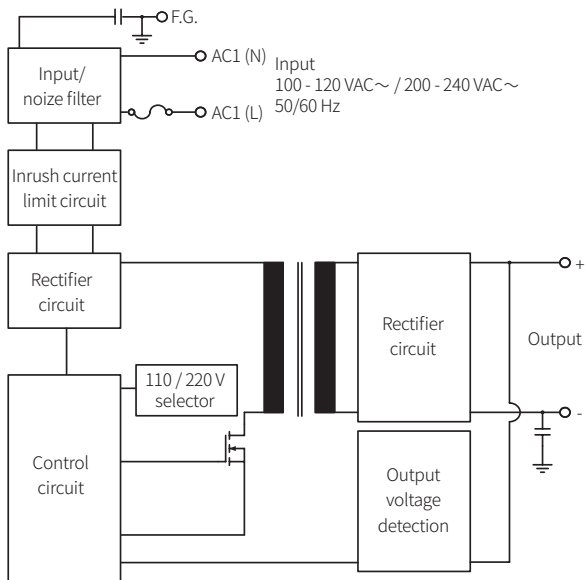 F.G.
Input/
noize filter
AC1 (N)
AC1 (L)
Input
100 - 120 VAC～ / 200 - 240 VAC～
50/60 Hz
Inrush current
limit circuit
Rectifier
circuit
Rectifier
circuit
+
Output
-
110 / 220 V
selector
Control
circuit
Output
voltage
detection